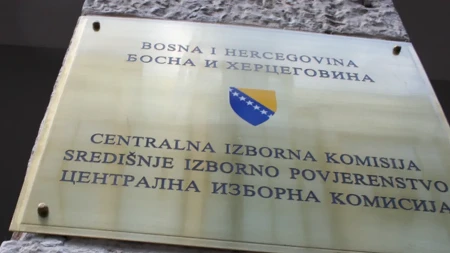 BOSNA I HERCEGOVINA
БОСНА И ХЕРЦЕГОВИНА
CENTRALNA IZBORNA KOMISIJA
SREDIŠNJE IZBORNO POVJERENSTVO
ЦЕНТРАЛНА ИЗБОРНА КОМИСИЈА